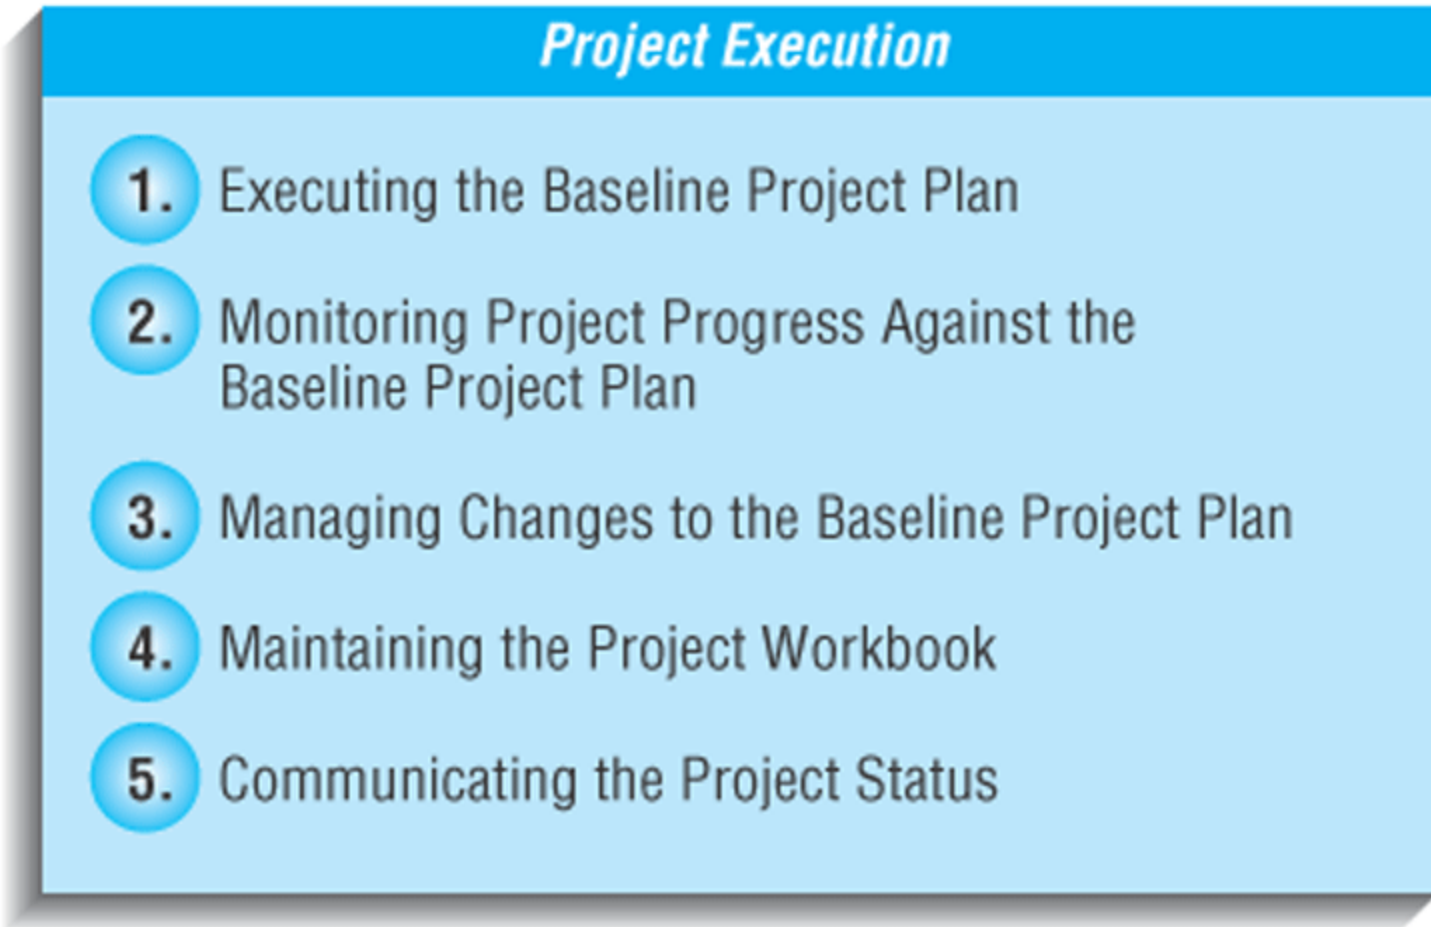 Project Execution
1. Executing the Baseline Project Plan
2. Monitoring Project Progress Against the
Baseline Project Plan
3. Managing Changes to the Baseline Project Plan
4. Maintaining the Project Workbook
5. Communicating the Project Status